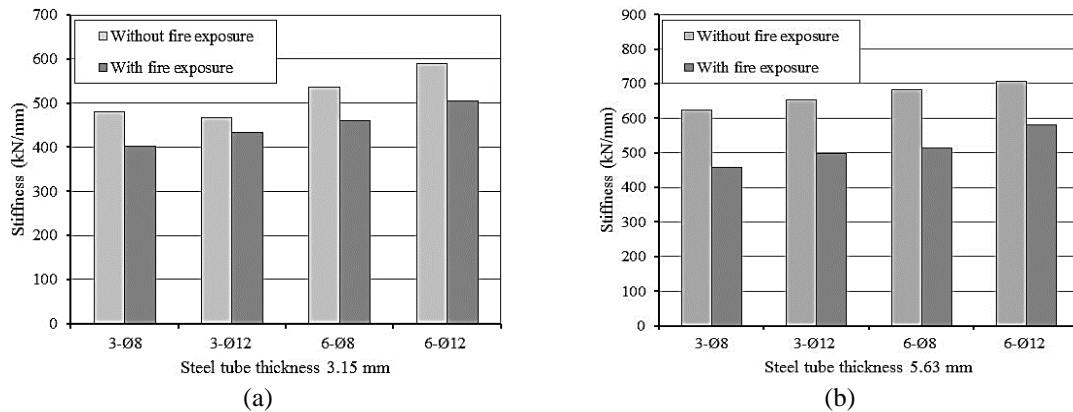 700
600
500
400
300
200
100
0
Stiffness (kN/mm)
Without fire exposure
With fire exposure
3-Ø8 3-Ø12 6-Ø8 6-Ø12
Steel tube thickness 3.15 mm
(a)
900
800
700
600
500
400
300
200
100
0
Stiffness (kN/mm)
Without fire exposure
With fire exposure
3-Ø8 3-Ø12 6-Ø8 6-Ø12
Steel tube thickness 5.63 mm
(b)